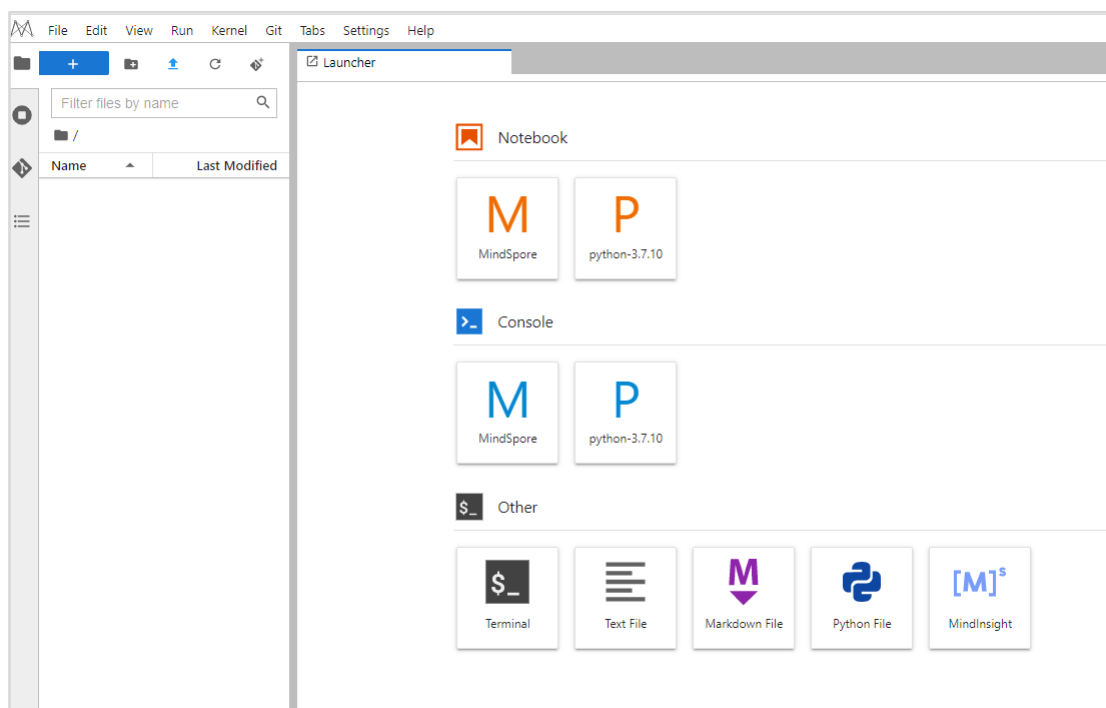 File Edit View Run Kernel Git Tabs Settings Help
+
Launcher
Filter files by name
/
Name Last Modified
Notebook
M P
MindSpore python-3.7.10
Console
M P
MindSpore python-3.7.10
$_ Other
$_ M [M]s
Terminal Text File Markdown File Python File MindInsight